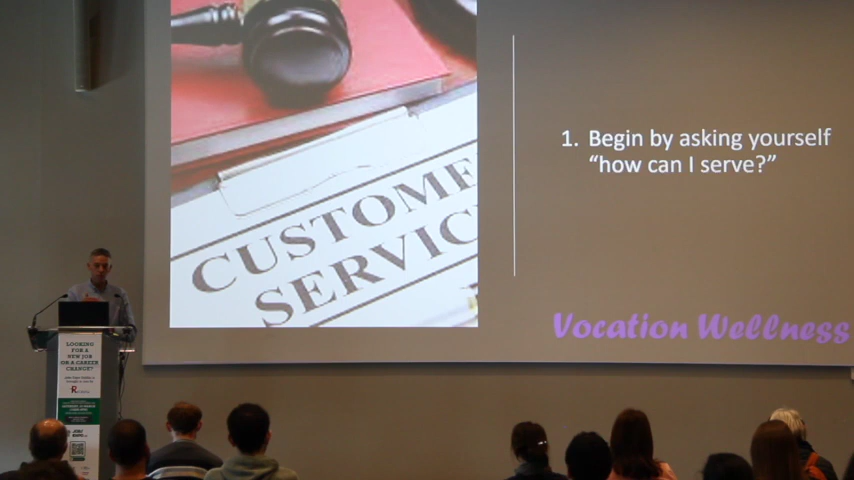 CUSTOME
SERVIC
1. Begin by asking yourself
“how can I serve?”
Vocation Wellness
LOOKING
FOR A
NEW JOB
OR A CAREER
CHANGE?